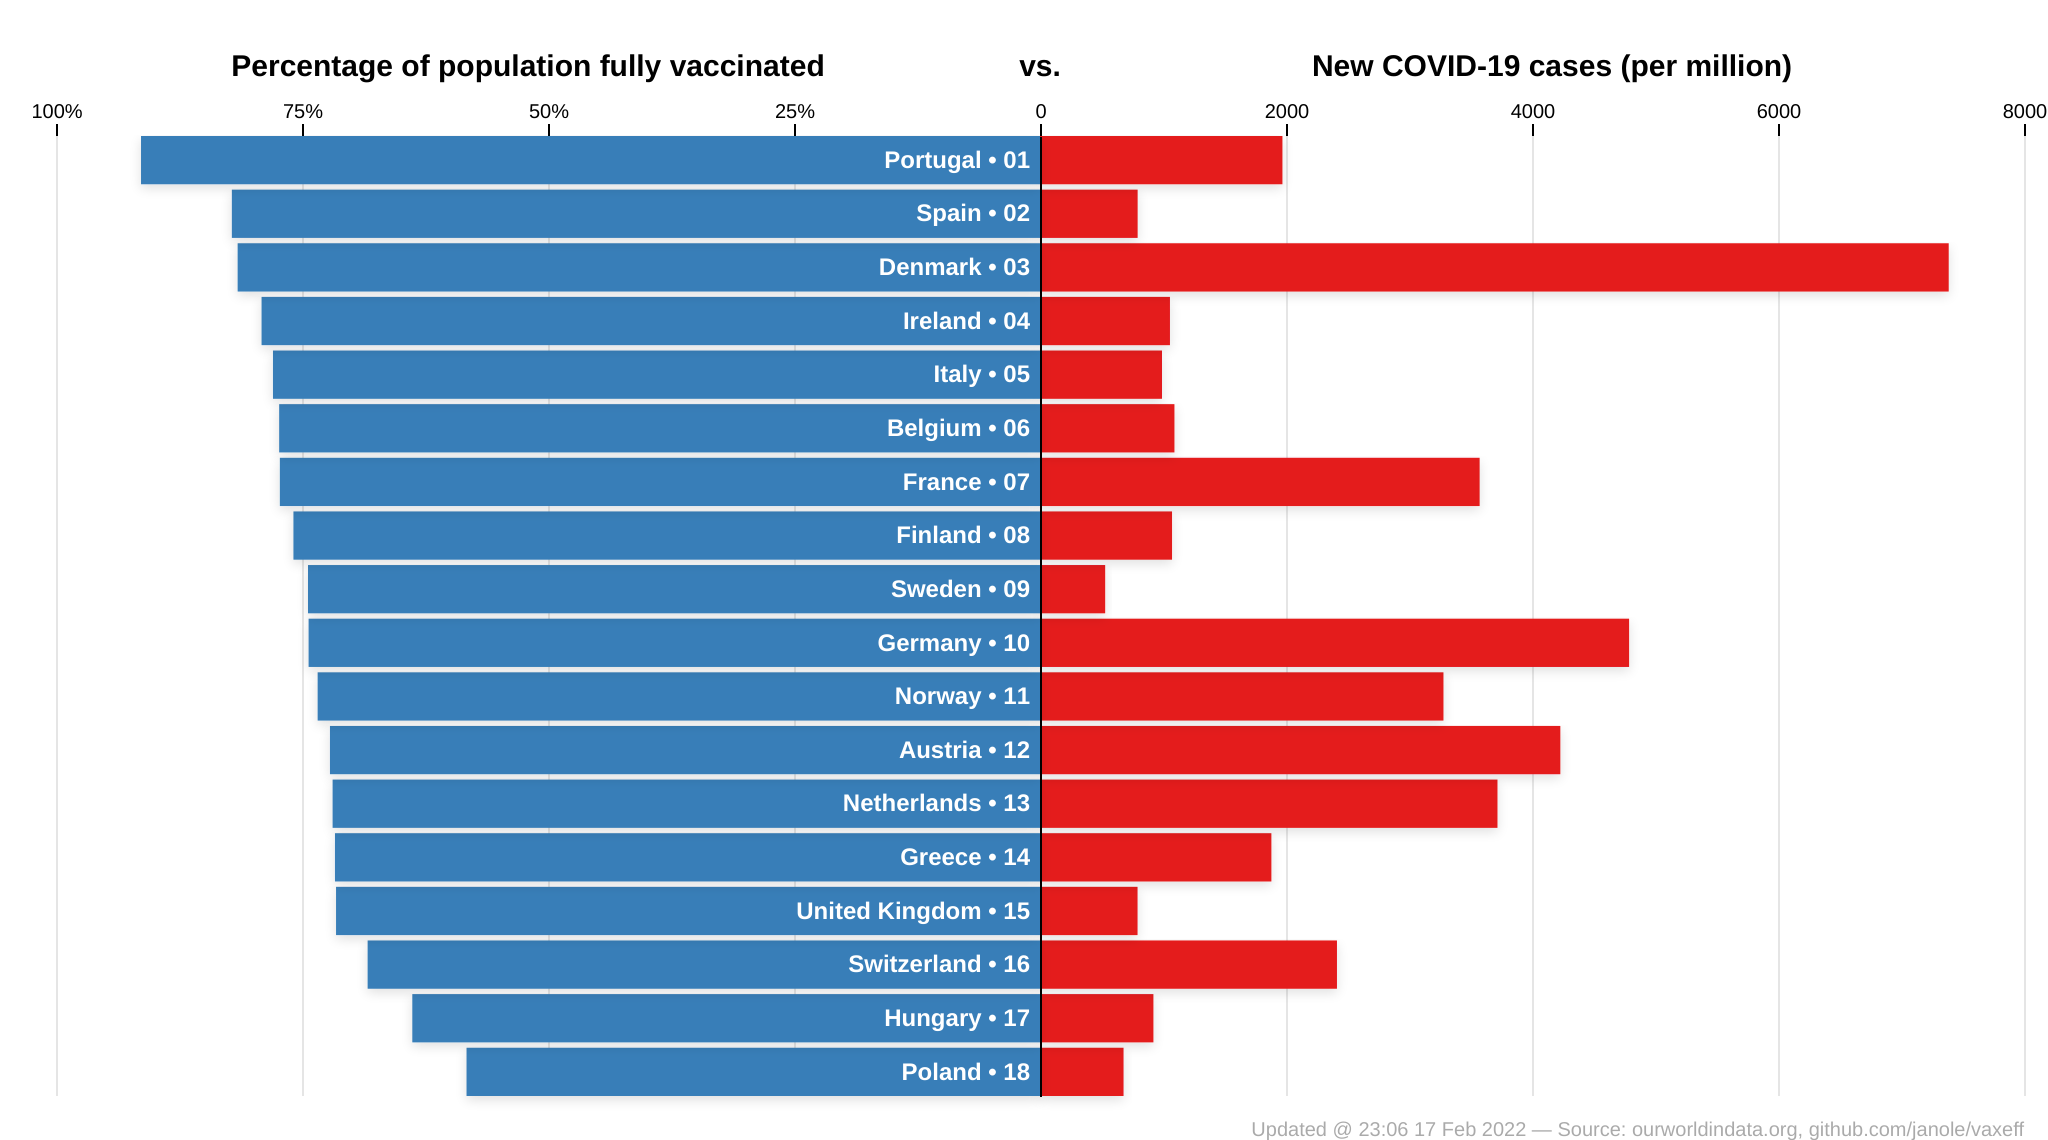 Percentage of population fully vaccinated vs. New COVID-19 cases (per million)
100% 75% 50% 25% 0 2000 4000 6000 8000
Portugal • 01
Spain • 02
Denmark • 03
Ireland • 04
Italy • 05
Belgium • 06
France • 07
Finland • 08
Sweden • 09
Germany • 10
Norway • 11
Austria • 12
Netherlands • 13
Greece • 14
United Kingdom • 15
Switzerland • 16
Hungary • 17
Poland • 18
Updated @ 23:06 17 Feb 2022 — Source: ourworldindata.org, github.com/janole/vaxeff